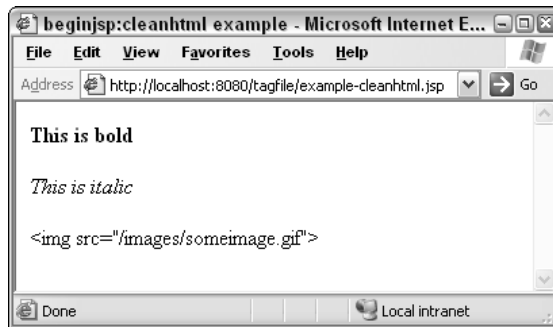 beginjsp:cleanhtml example - Microsoft Internet E...
File Edit View Favorites Tools Help
Address http://localhost:8080/tagfile/example-cleanhtml.jsp Go
This is bold
This is italic
<img src="/images/someimage.gif">
Done Local intranet